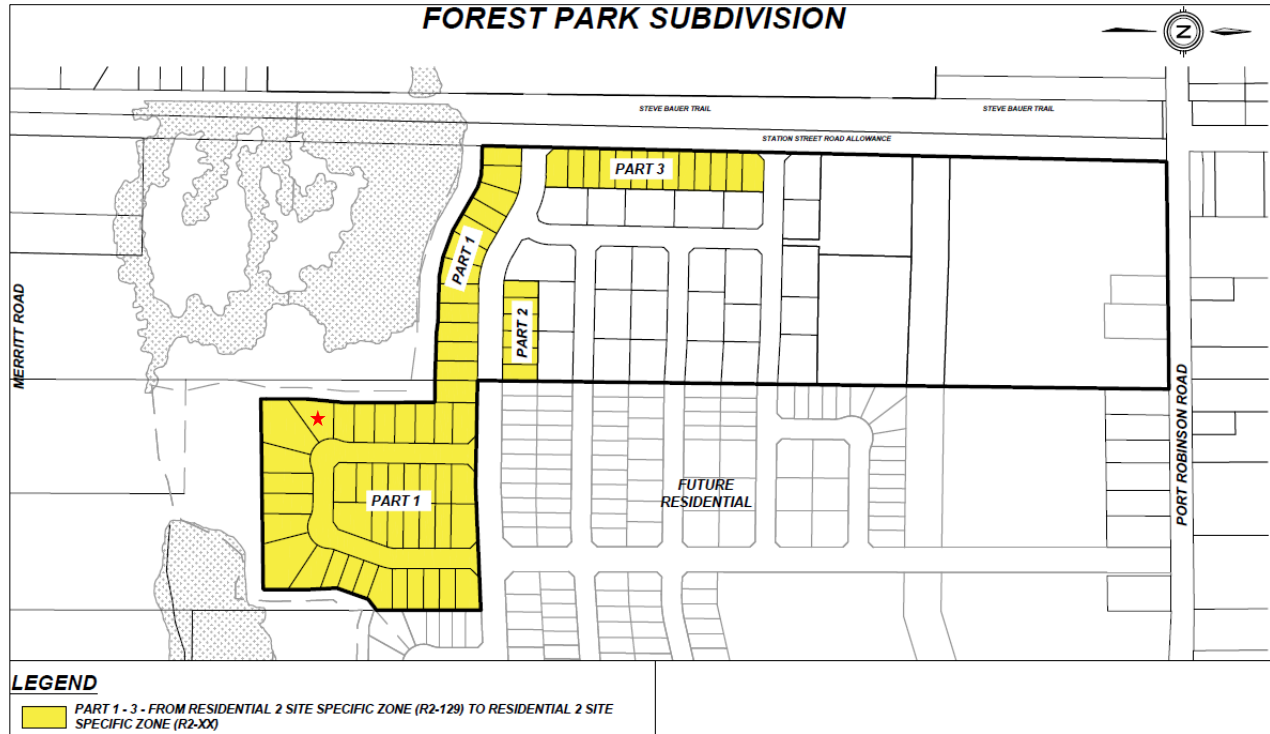 FOREST PARK SUBDIVISION
N
STEVE BAUER TRAIL
STEVE BAUER TRAIL
STATION STREET ROAD ALLOWANCE
PART 3
PART 1
PART 2
MERRITT ROAD
PORT ROBINSON ROAD
PART 1
FUTURE
RESIDENTIAL
LEGEND
PART 1 - 3 - FROM RESIDENTIAL 2 SITE SPECIFIC ZONE (R2-129) TO RESIDENTIAL 2 SITE
SPECIFIC ZONE (R2-XX)